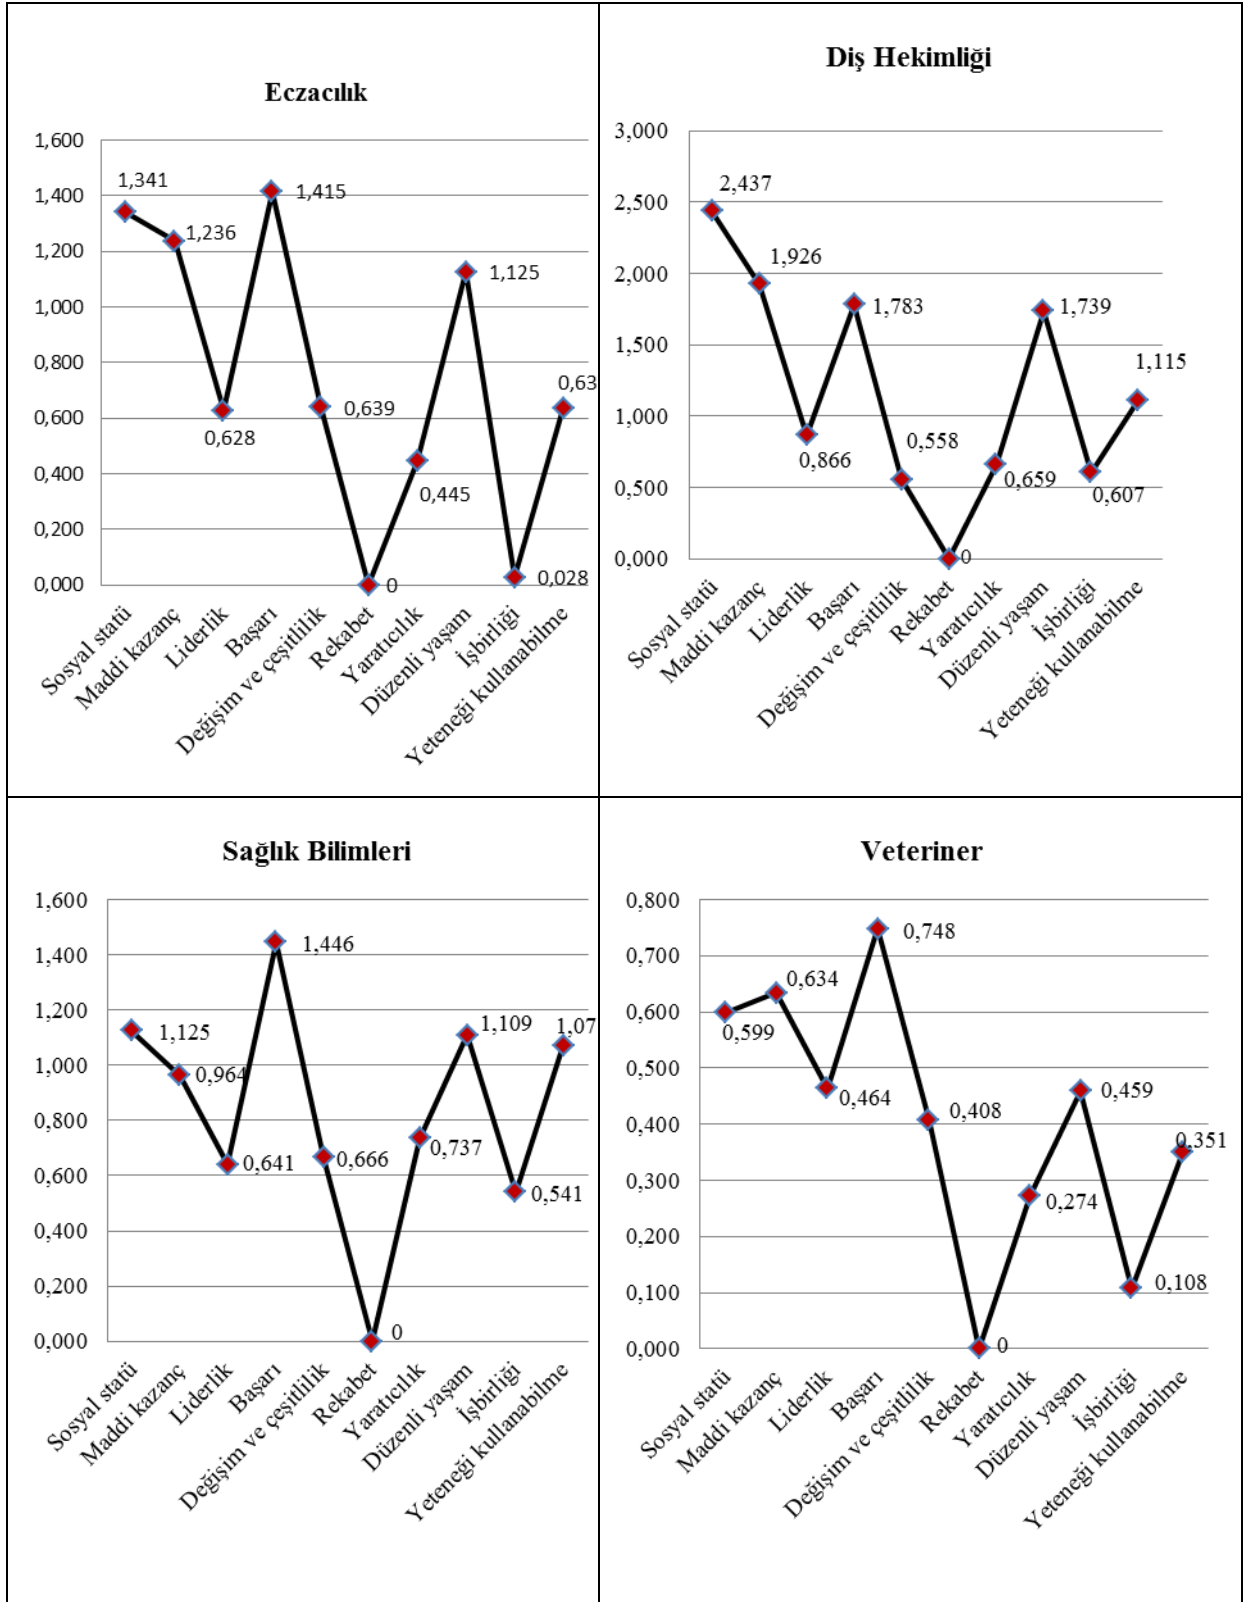 Eczacılık
1,600
1,400
1,200
1,000
0,800
0,600
0,400
0,200
0,000
1,341
1,236
0,628
1,415
0,639
0
0,445
1,125
0,028
0,63
Sosyal statü
Maddi kazanç
Liderlik
Başarı
Değişim ve çeşitlilik
Rekabet
Yaratıcılık
Düzenli yaşam
İşbirliği
Yeteneği kullanabilme
Diş Hekimliği
3,000
2,500
2,000
1,500
1,000
0,500
0,000
2,437
1,926
0,866
1,783
0,558
0
0,659
1,739
0,607
1,115
Sosyal statü
Maddi kazanç
Liderlik
Başarı
Değişim ve çeşitlilik
Rekabet
Yaratıcılık
Düzenli yaşam
İşbirliği
Yeteneği kullanabilme
Sağlık Bilimleri
1,600
1,400
1,200
1,000
0,800
0,600
0,400
0,200
0,000
1,125
0,964
0,641
1,446
0,666
0
0,737
1,109
0,541
1,07
Sosyal statü
Maddi kazanç
Liderlik
Başarı
Değişim ve çeşitlilik
Rekabet
Yaratıcılık
Düzenli yaşam
İşbirliği
Yeteneği kullanabilme
Veteriner
0,800
0,700
0,600
0,500
0,400
0,300
0,200
0,100
0,000
0,599
0,634
0,464
0,748
0,408
0
0,274
0,459
0,108
0,351
Sosyal statü
Maddi kazanç
Liderlik
Başarı
Değişim ve çeşitlilik
Rekabet
Yaratıcılık
Düzenli yaşam
İşbirliği
Yeteneği kullanabilme